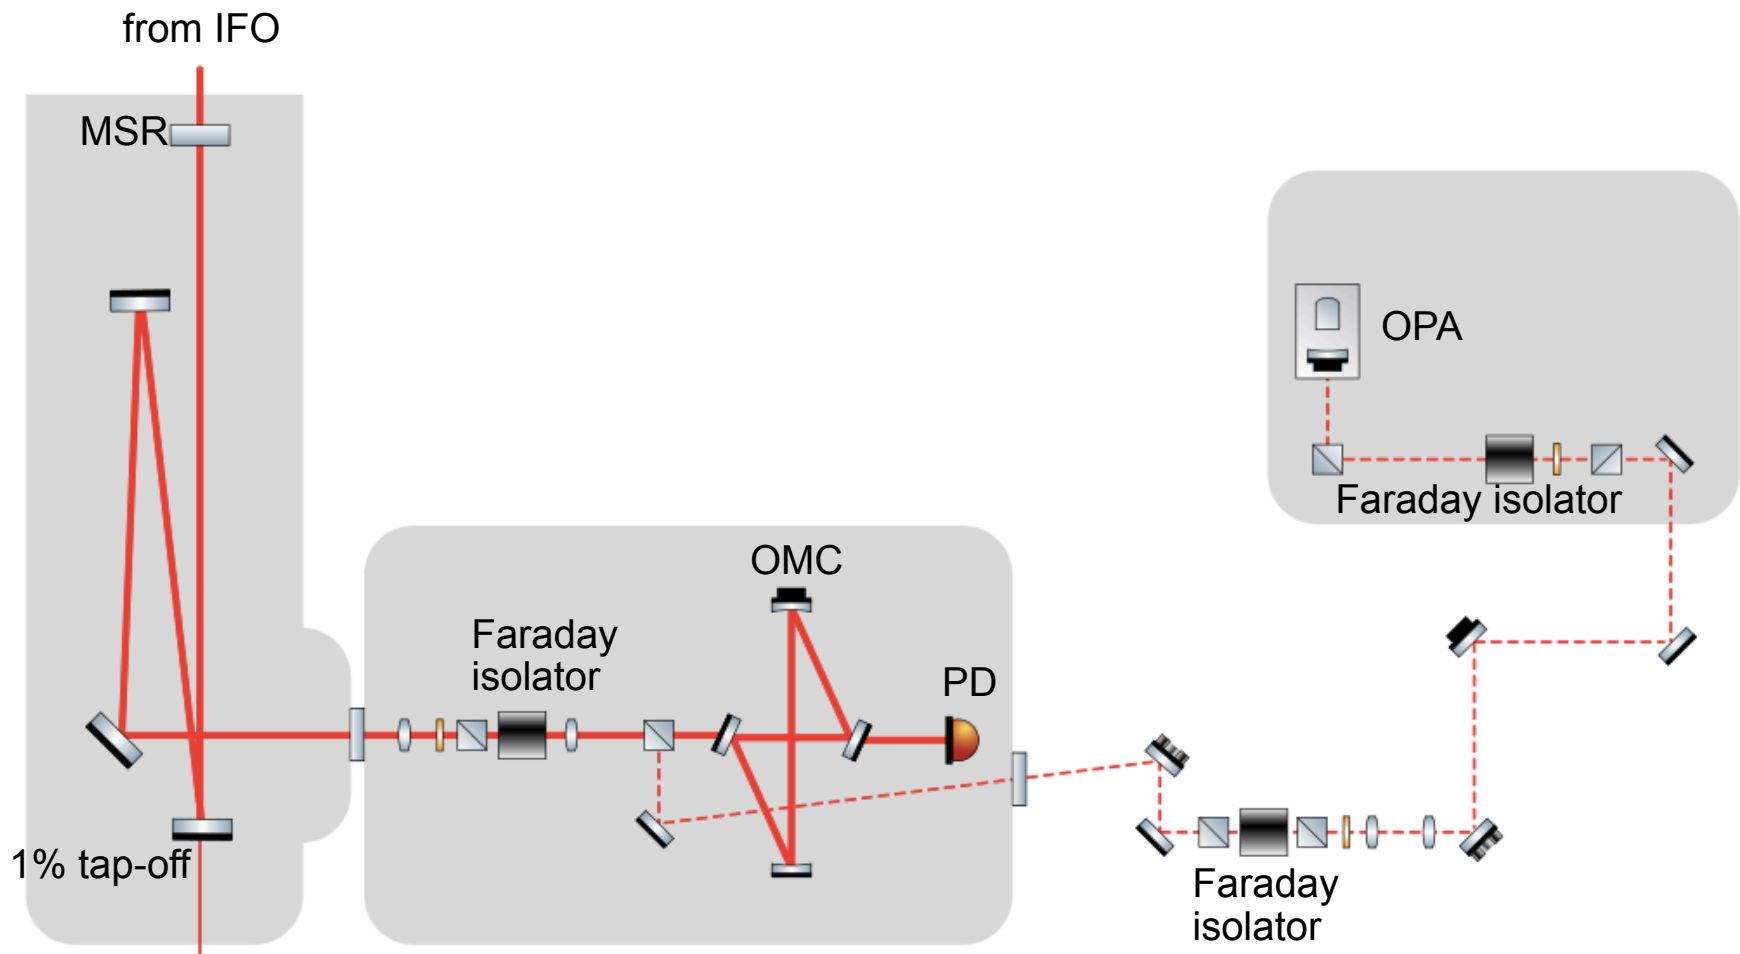 from IFO
MSR
OPA
Faraday isolator
OMC
Faraday
isolator
PD
1% tap-off
Faraday
isolator